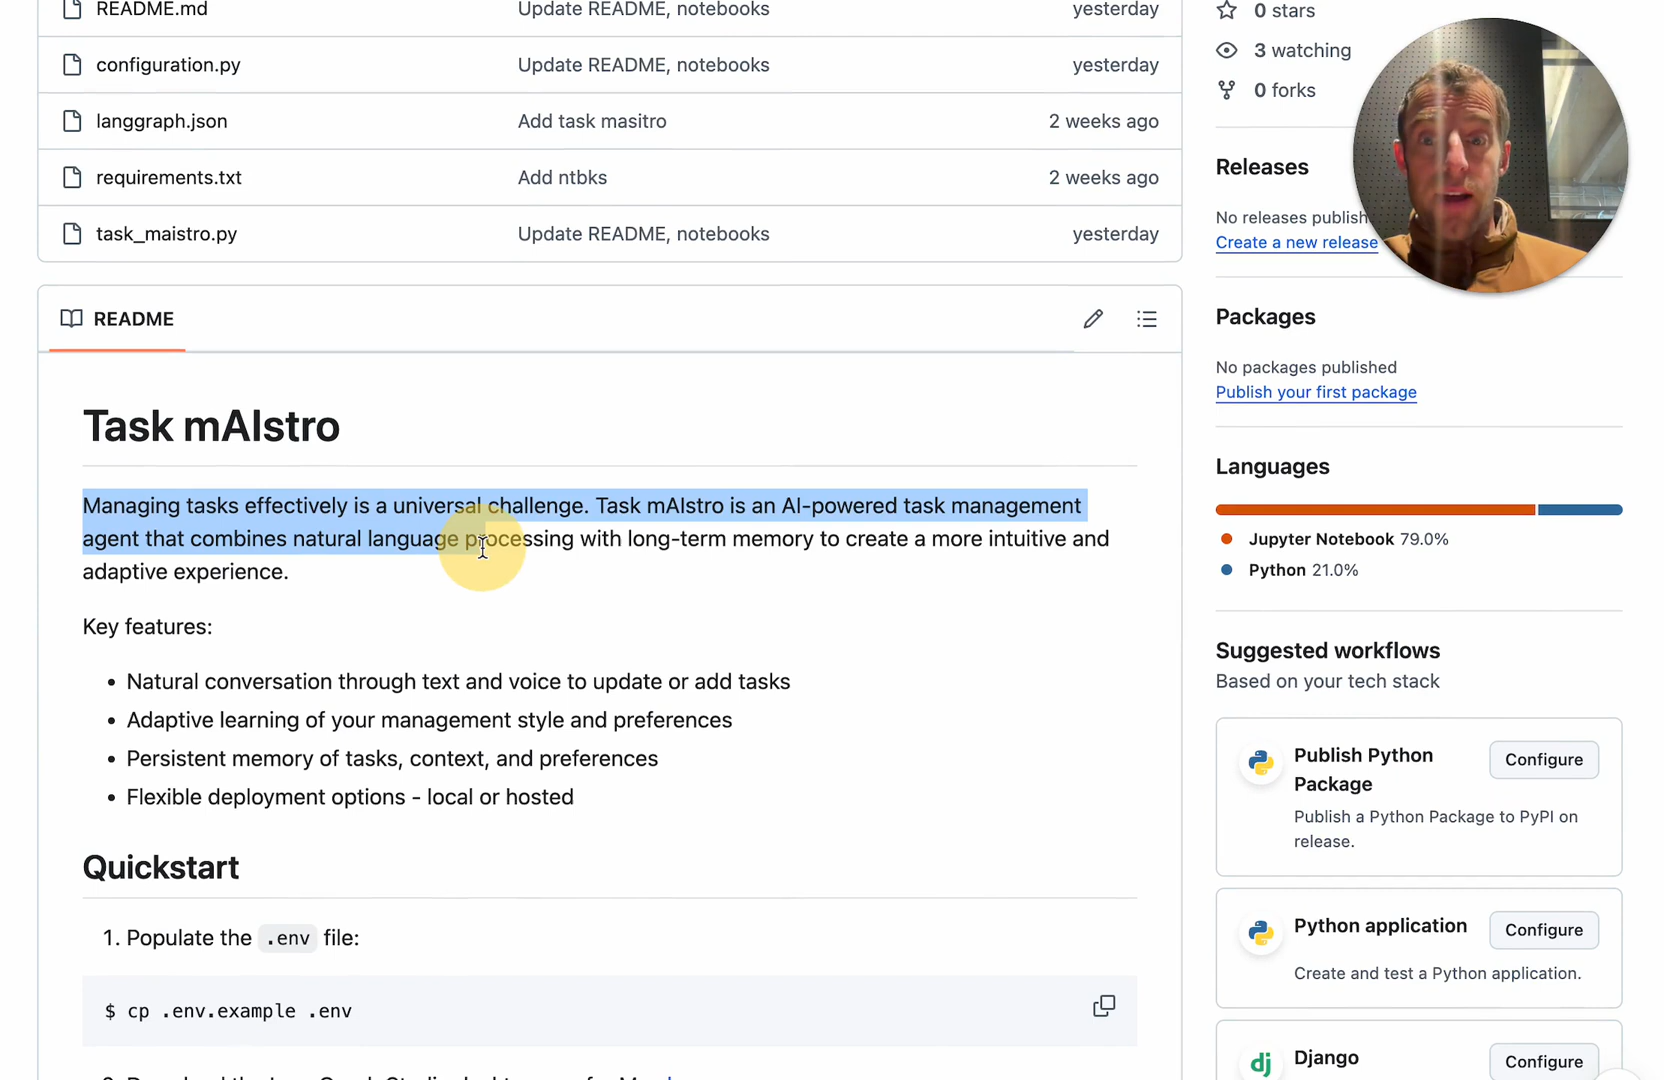 README.md Update README, notebooks yesterday
configuration.py Update README, notebooks yesterday
langgraph.json Add task masitro 2 weeks ago
requirements.txt Add ntbks 2 weeks ago
task_maistro.py Update README, notebooks yesterday
README
Task mAIstro
Managing tasks effectively is a universal challenge. Task mAIstro is an AI-powered task management
agent that combines natural language processing with long-term memory to create a more intuitive and
adaptive experience.
Key features:
• Natural conversation through text and voice to update or add tasks
• Adaptive learning of your management style and preferences
• Persistent memory of tasks, context, and preferences
• Flexible deployment options - local or hosted
Quickstart
1. Populate the .env file:
$ cp .env.example .env
0 stars
3 watching
0 forks
Releases
No releases publish
Create a new release
Packages
No packages published
Publish your first package
Languages
Jupyter Notebook 79.0%
Python 21.0%
Suggested workflows
Based on your tech stack
Publish Python
Package
Configure
Publish a Python Package to PyPI on
release.
Python application
Configure
Create and test a Python application.
dj
Django
Configure